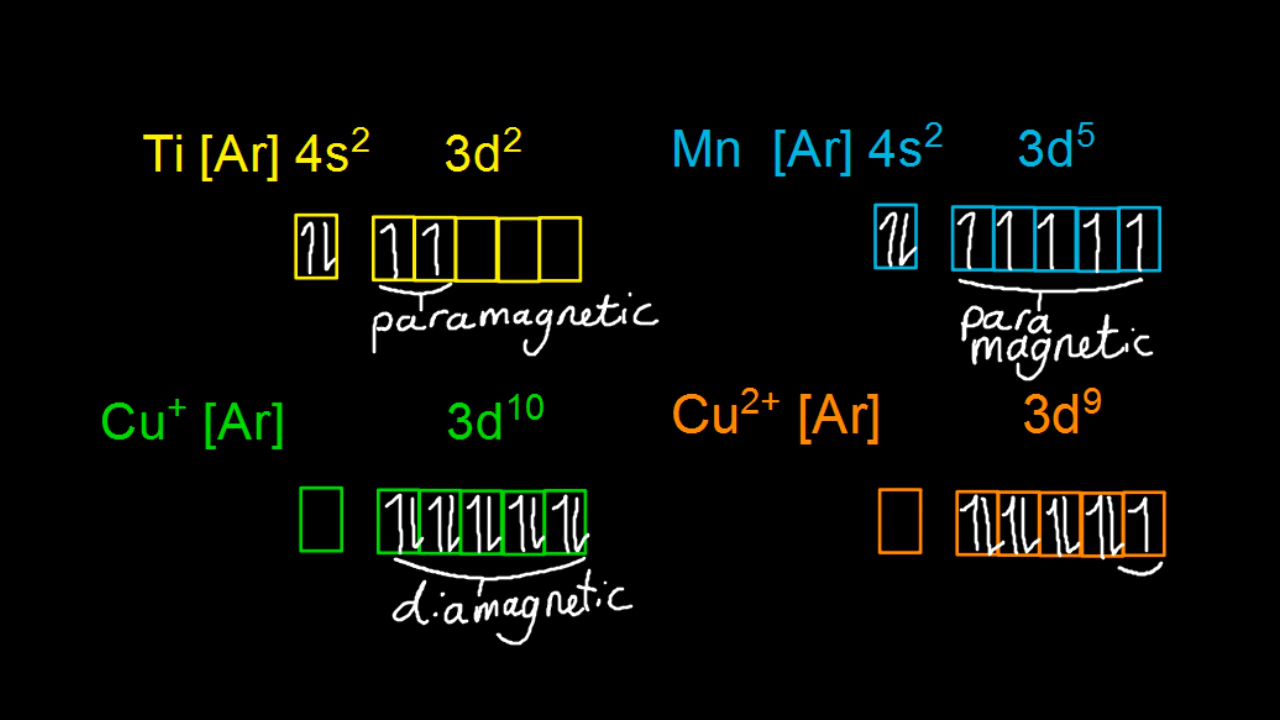 Ti [Ar] 4s² 3d²
paramagnetic
Mn [Ar] 4s² 3d⁵
para
magnetic
Cu⁺ [Ar] 3d¹⁰
diamagnetic
Cu²⁺ [Ar] 3d⁹